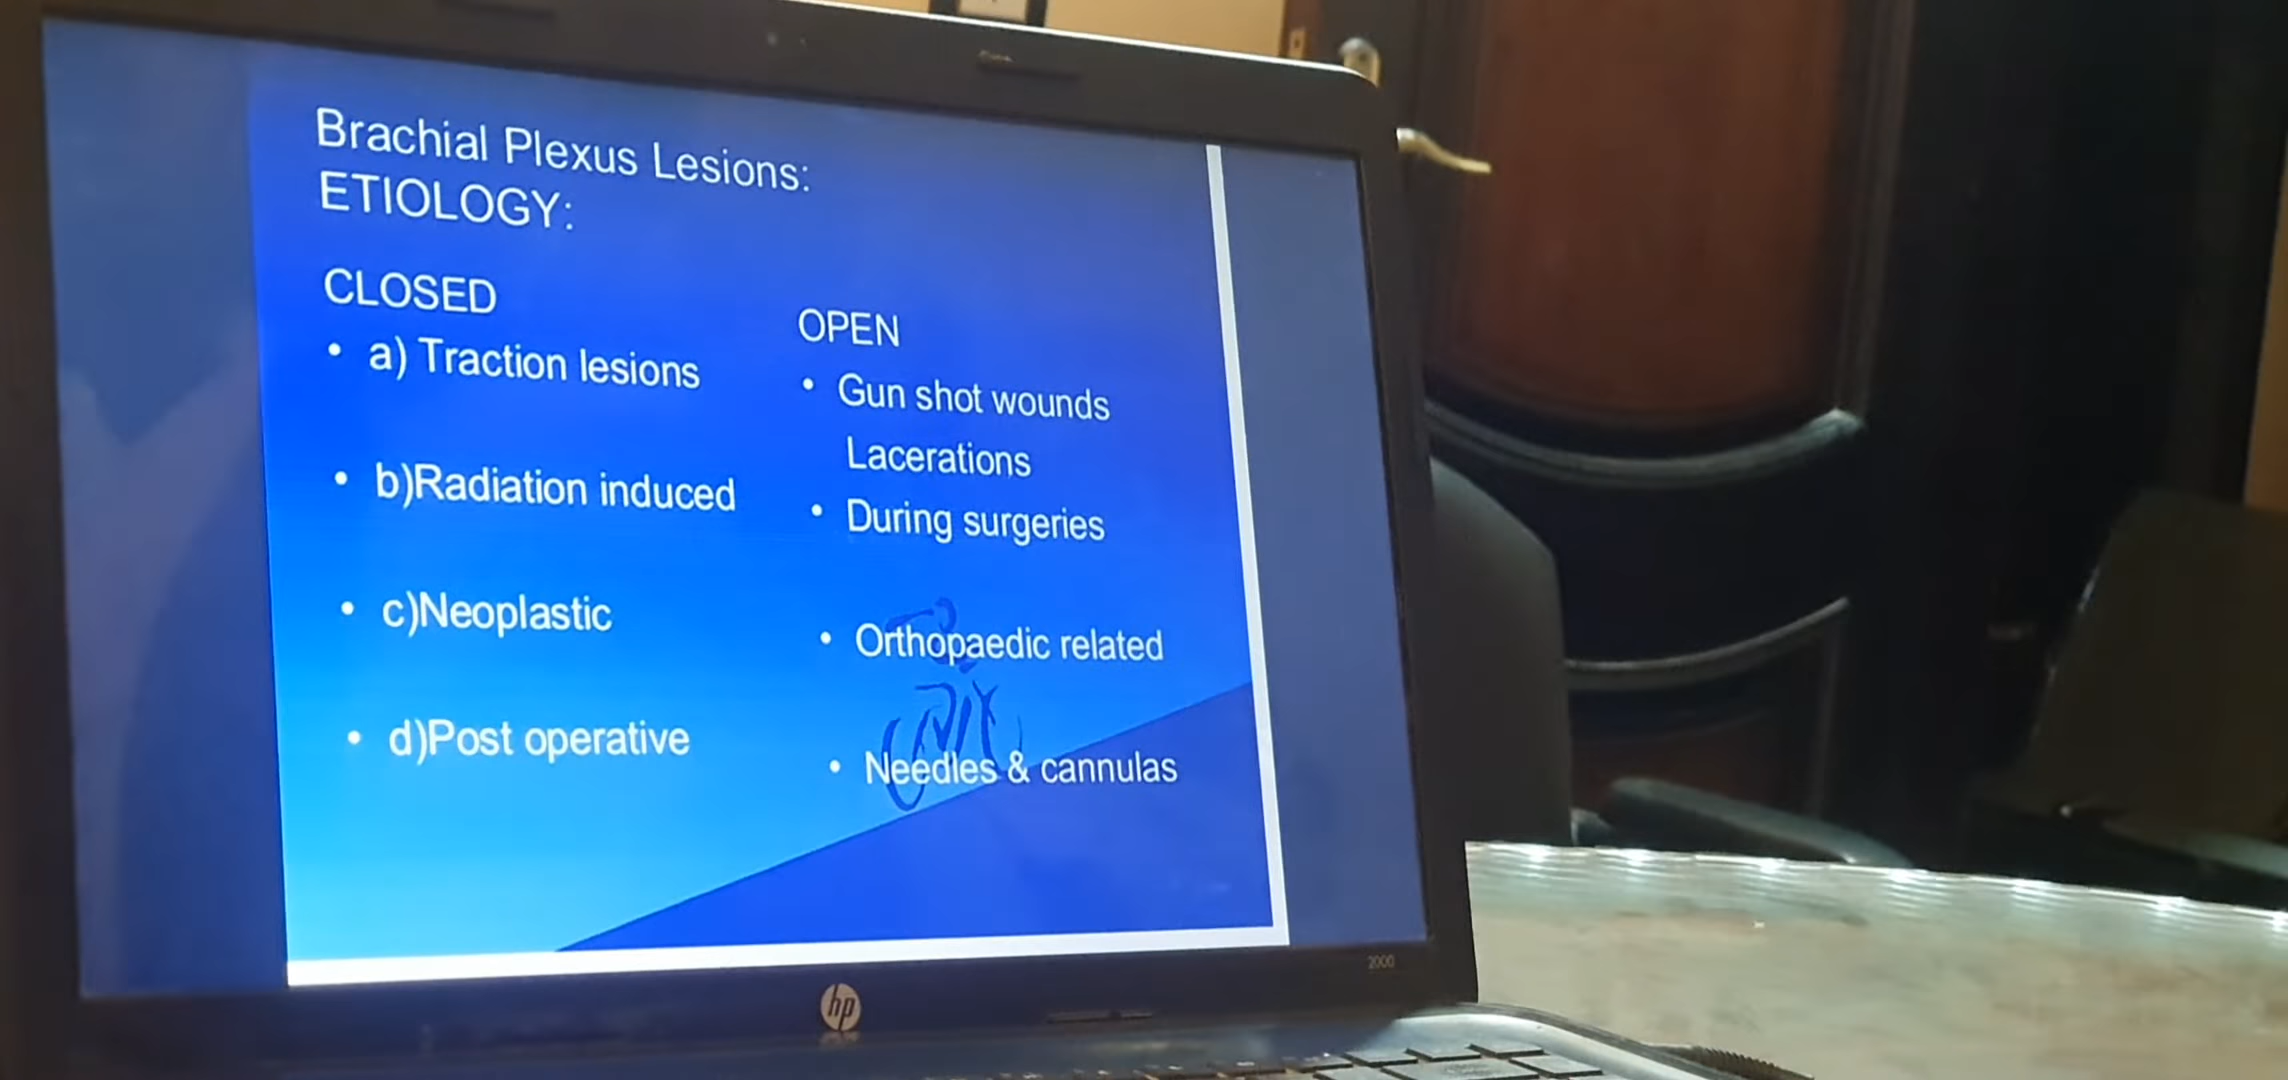 Brachial Plexus Lesions:
ETIOLOGY:
CLOSED
• a) Traction lesions
• b)Radiation induced
• c)Neoplastic
• d)Post operative
OPEN
• Gun shot wounds
Lacerations
• During surgeries
• Orthopaedic related
• Needles & cannulas
hp
2000